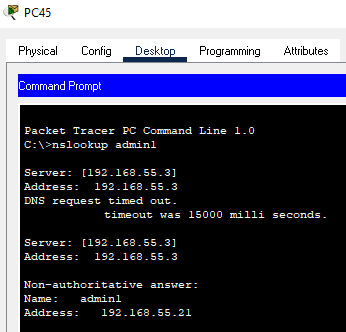 PC45
Physical Config Desktop Programming Attributes
Command Prompt
Packet Tracer PC Command Line 1.0
C:\>nslookup admin1
Server: [192.168.55.3]
Address: 192.168.55.3
DNS request timed out.
timeout was 15000 milli seconds.
Server: [192.168.55.3]
Address: 192.168.55.3
Non-authoritative answer:
Name: admin1
Address: 192.168.55.21